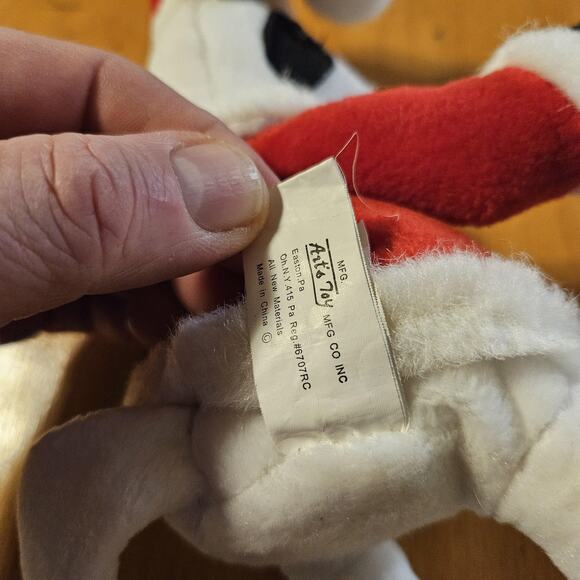 MFG.
Art's Toy MFG CO INC
Easton,Pa
Oh.N.Y.415 Pa Reg.#6707RC
All New Materials
Made in China ©